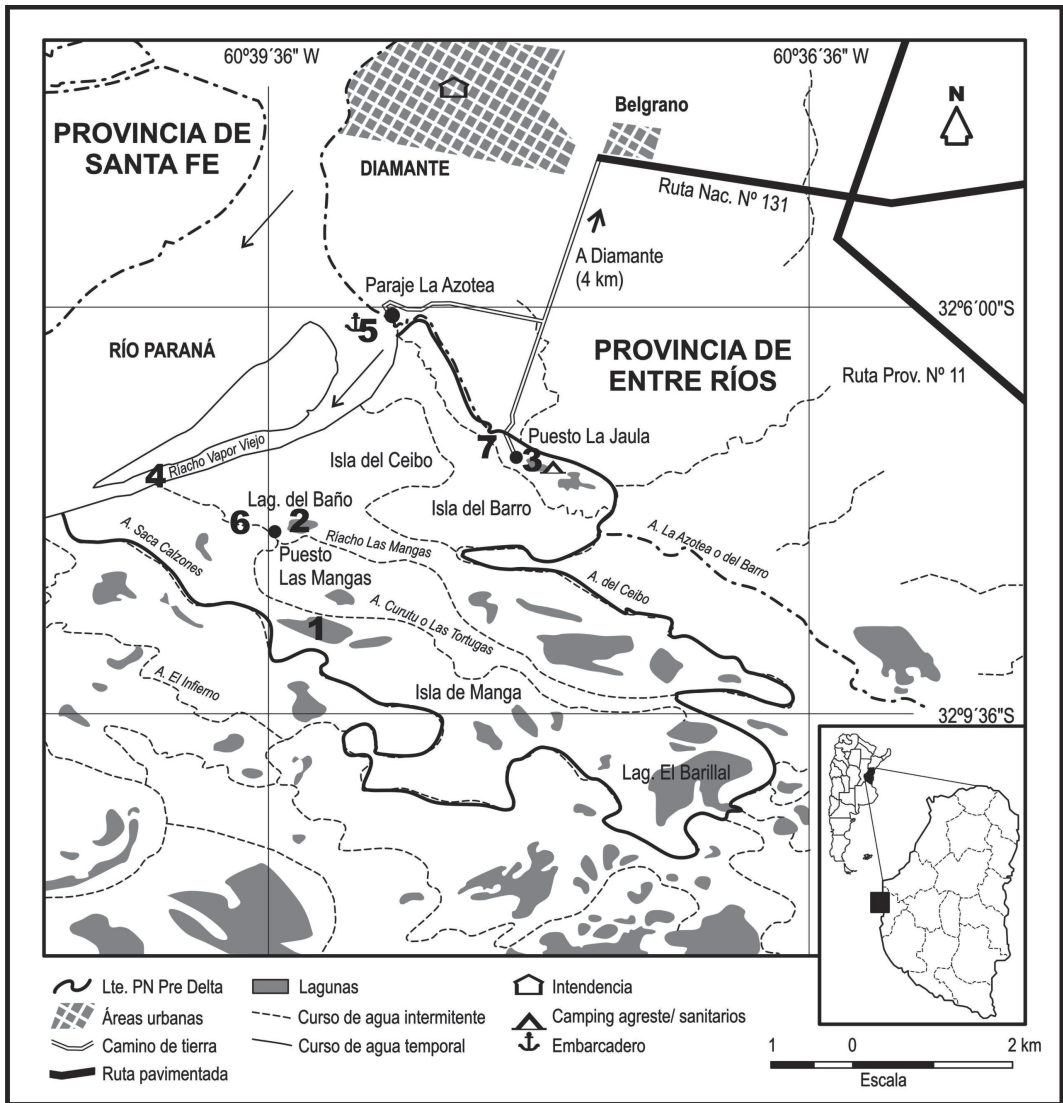 60º39´36" W
60º36´36" W
PROVINCIA DE
SANTA FE
DIAMANTE
Belgrano
N
Ruta Nac. Nº 131
A Diamante
(4 km)
Paraje La Azotea
32º6´00"S
5
RÍO PARANÁ
PROVINCIA DE
ENTRE RÍOS
Ruta Prov. Nº 11
Puesto La Jaula
7
3
4
Riacho Vapor Viejo
Isla del Ceibo
Lag. del Baño
Isla del Barro
6
2
A. Saca Calzones
Riacho Las Mangas
A. La Azotea o del Barro
Puesto
Las Mangas
A. del Ceibo
A. Curutu o Las Tortugas
1
A. El Infierno
Isla de Manga
32º9´36"S
Lag. El Barillal
Lte. PN Pre Delta
Áreas urbanas
Camino de tierra
Ruta pavimentada
Lagunas
Curso de agua intermitente
Curso de agua temporal
Intendencia
Camping agreste/ sanitarios
Embarcadero
1 0 2 km
Escala